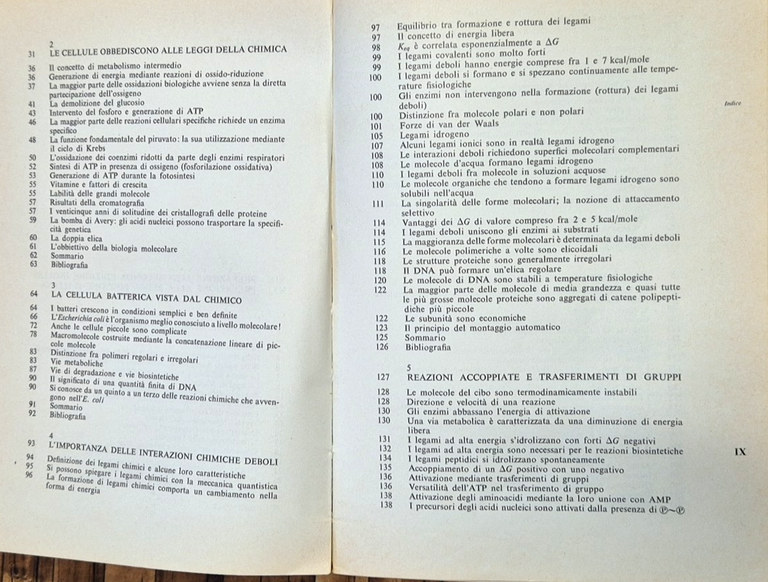 2
31 LE CELLULE OBBEDISCONO ALLE LEGGI DELLA CHIMICA
36 Il concetto di metabolismo intermedio
36 Generazione di energia mediante reazioni di ossido-riduzione
37 La maggior parte delle ossidazioni biologiche avviene senza la diretta
partecipazione dell'ossigeno
41 La demolizione del glucosio
43 Intervento del fosforo e generazione di ATP
46 La maggior parte delle reazioni cellulari specifiche richiede un enzima
specifico
48 La funzione fondamentale del piruvato: la sua utilizzazione mediante
il ciclo di Krebs
50 L'ossidazione dei coenzimi ridotti da parte degli enzimi respiratori
52 Sintesi di ATP in presenza di ossigeno (fosforilazione ossidativa)
53 Generazione di ATP durante la fotosintesi
55 Vitamine e fattori di crescita
55 Labilità delle grandi molecole
57 Risultati della cromatografia
57 I venticinque anni di solitudine dei cristallografi delle proteine
59 La bomba di Avery: gli acidi nucleici possono trasportare la specifi-
cità genetica
60 La doppia elica
61 L'obbiettivo della biologia molecolare
62 Sommario
63 Bibliografia
3
64 LA CELLULA BATTERICA VISTA DAL CHIMICO
64 I batteri crescono in condizioni semplici e ben definite
66 L'Escherichia coli è l'organismo meglio conosciuto a livello molecolare!
72 Anche le cellule piccole sono complicate
78 Macromolecole costruite mediante la concatenazione lineare di pic-
cole molecole
83 Distinzione fra polimeri regolari e irregolari
83 Vie metaboliche
87 Vie di degradazione e vie biosintetiche
90 Il significato di una quantità finita di DNA
90 Si conosce da un quinto a un terzo delle reazioni chimiche che avven-
gono nell'E. coli
91 Sommario
92 Bibliografia
4
93 L'IMPORTANZA DELLE INTERAZIONI CHIMICHE DEBOLI
94 Definizione dei legami chimici e alcune loro caratteristiche
95 Si possono spiegare i legami chimici con la meccanica quantistica
96 La formazione di legami chimici comporta un cambiamento nella
forma di energia
97 Equilibrio tra formazione e rottura dei legami
97 Il concetto di energia libera
98 Keq è correlata esponenzialmente a ΔG
99 I legami covalenti sono molto forti
99 I legami deboli hanno energie comprese fra 1 e 7 kcal/mole
100 I legami deboli si formano e si spezzano continuamente alle tempe-
rature fisiologiche
100 Gli enzimi non intervengono nella formazione (rottura) dei legami
deboli)
100 Distinzione fra molecole polari e non polari
101 Forze di van der Waals
105 Legami idrogeno
107 Alcuni legami ionici sono in realtà legami idrogeno
108 Le interazioni deboli richiedono superfici molecolari complementari
108 Le molecole d'acqua formano legami idrogeno
110 I legami deboli fra molecole in soluzioni acquose
110 Le molecole organiche che tendono a formare legami idrogeno sono
solubili nell'acqua
111 La singolarità delle forme molecolari; la nozione di attaccamento
selettivo
114 Vantaggi dei ΔG di valore compreso fra 2 e 5 kcal/mole
114 I legami deboli uniscono gli enzimi ai substrati
115 La maggioranza delle forme molecolari è determinata da legami deboli
116 Le molecole polimeriche a volte sono elicoidali
118 Le strutture proteiche sono generalmente irregolari
118 Il DNA può formare un'elica regolare
120 Le molecole di DNA sono stabili a temperature fisiologiche
122 La maggior parte delle molecole di media grandezza e quasi tutte
le più grosse molecole proteiche sono aggregati di catene polipepti-
diche più piccole
122 Le subunità sono economiche
123 Il principio del montaggio automatico
125 Sommario
126 Bibliografia
5
127 REAZIONI ACCOPPIATE E TRASFERIMENTI DI GRUPPI
128 Le molecole del cibo sono termodinamicamente instabili
128 Direzione e velocità di una reazione
130 Gli enzimi abbassano l'energia di attivazione
130 Una via metabolica è caratterizzata da una diminuzione di energia
libera
131 I legami ad alta energia s'idrolizzano con forti ΔG negativi
132 I legami ad alta energia sono necessari per le reazioni biosintetiche
134 I legami peptidici si idrolizzano spontaneamente
135 Accoppiamento di un ΔG positivo con uno negativo
136 Attivazione mediante trasferimenti di gruppi
136 Versatilità dell'ATP nel trasferimento di gruppo
138 Attivazione degli aminoacidi mediante la loro unione con AMP
138 I precursori degli acidi nucleici sono attivati dalla presenza di Ⓟ~Ⓟ
Indice
IX